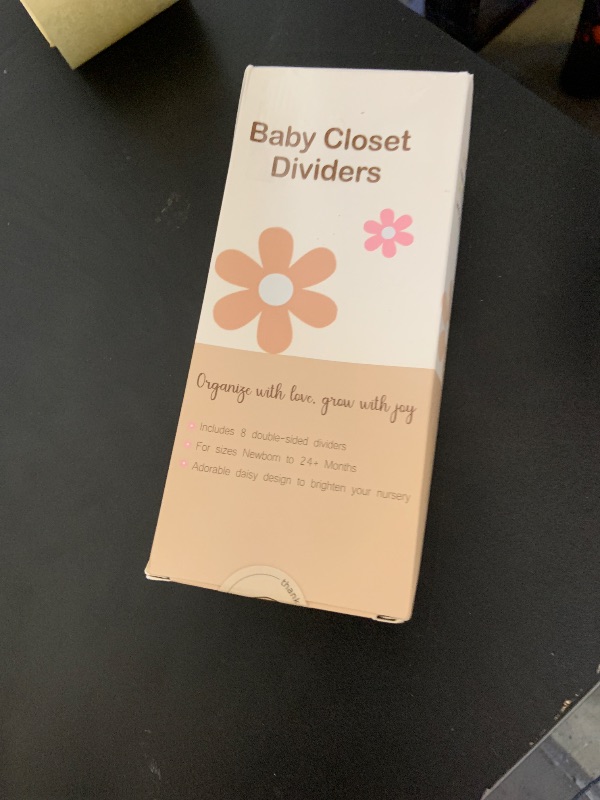 Baby Closet
Dividers
Organize with love, grow with joy
Includes 8 double-sided dividers
For sizes Newborn to 24+ Months
Adorable daisy design to brighten your nursery
thank